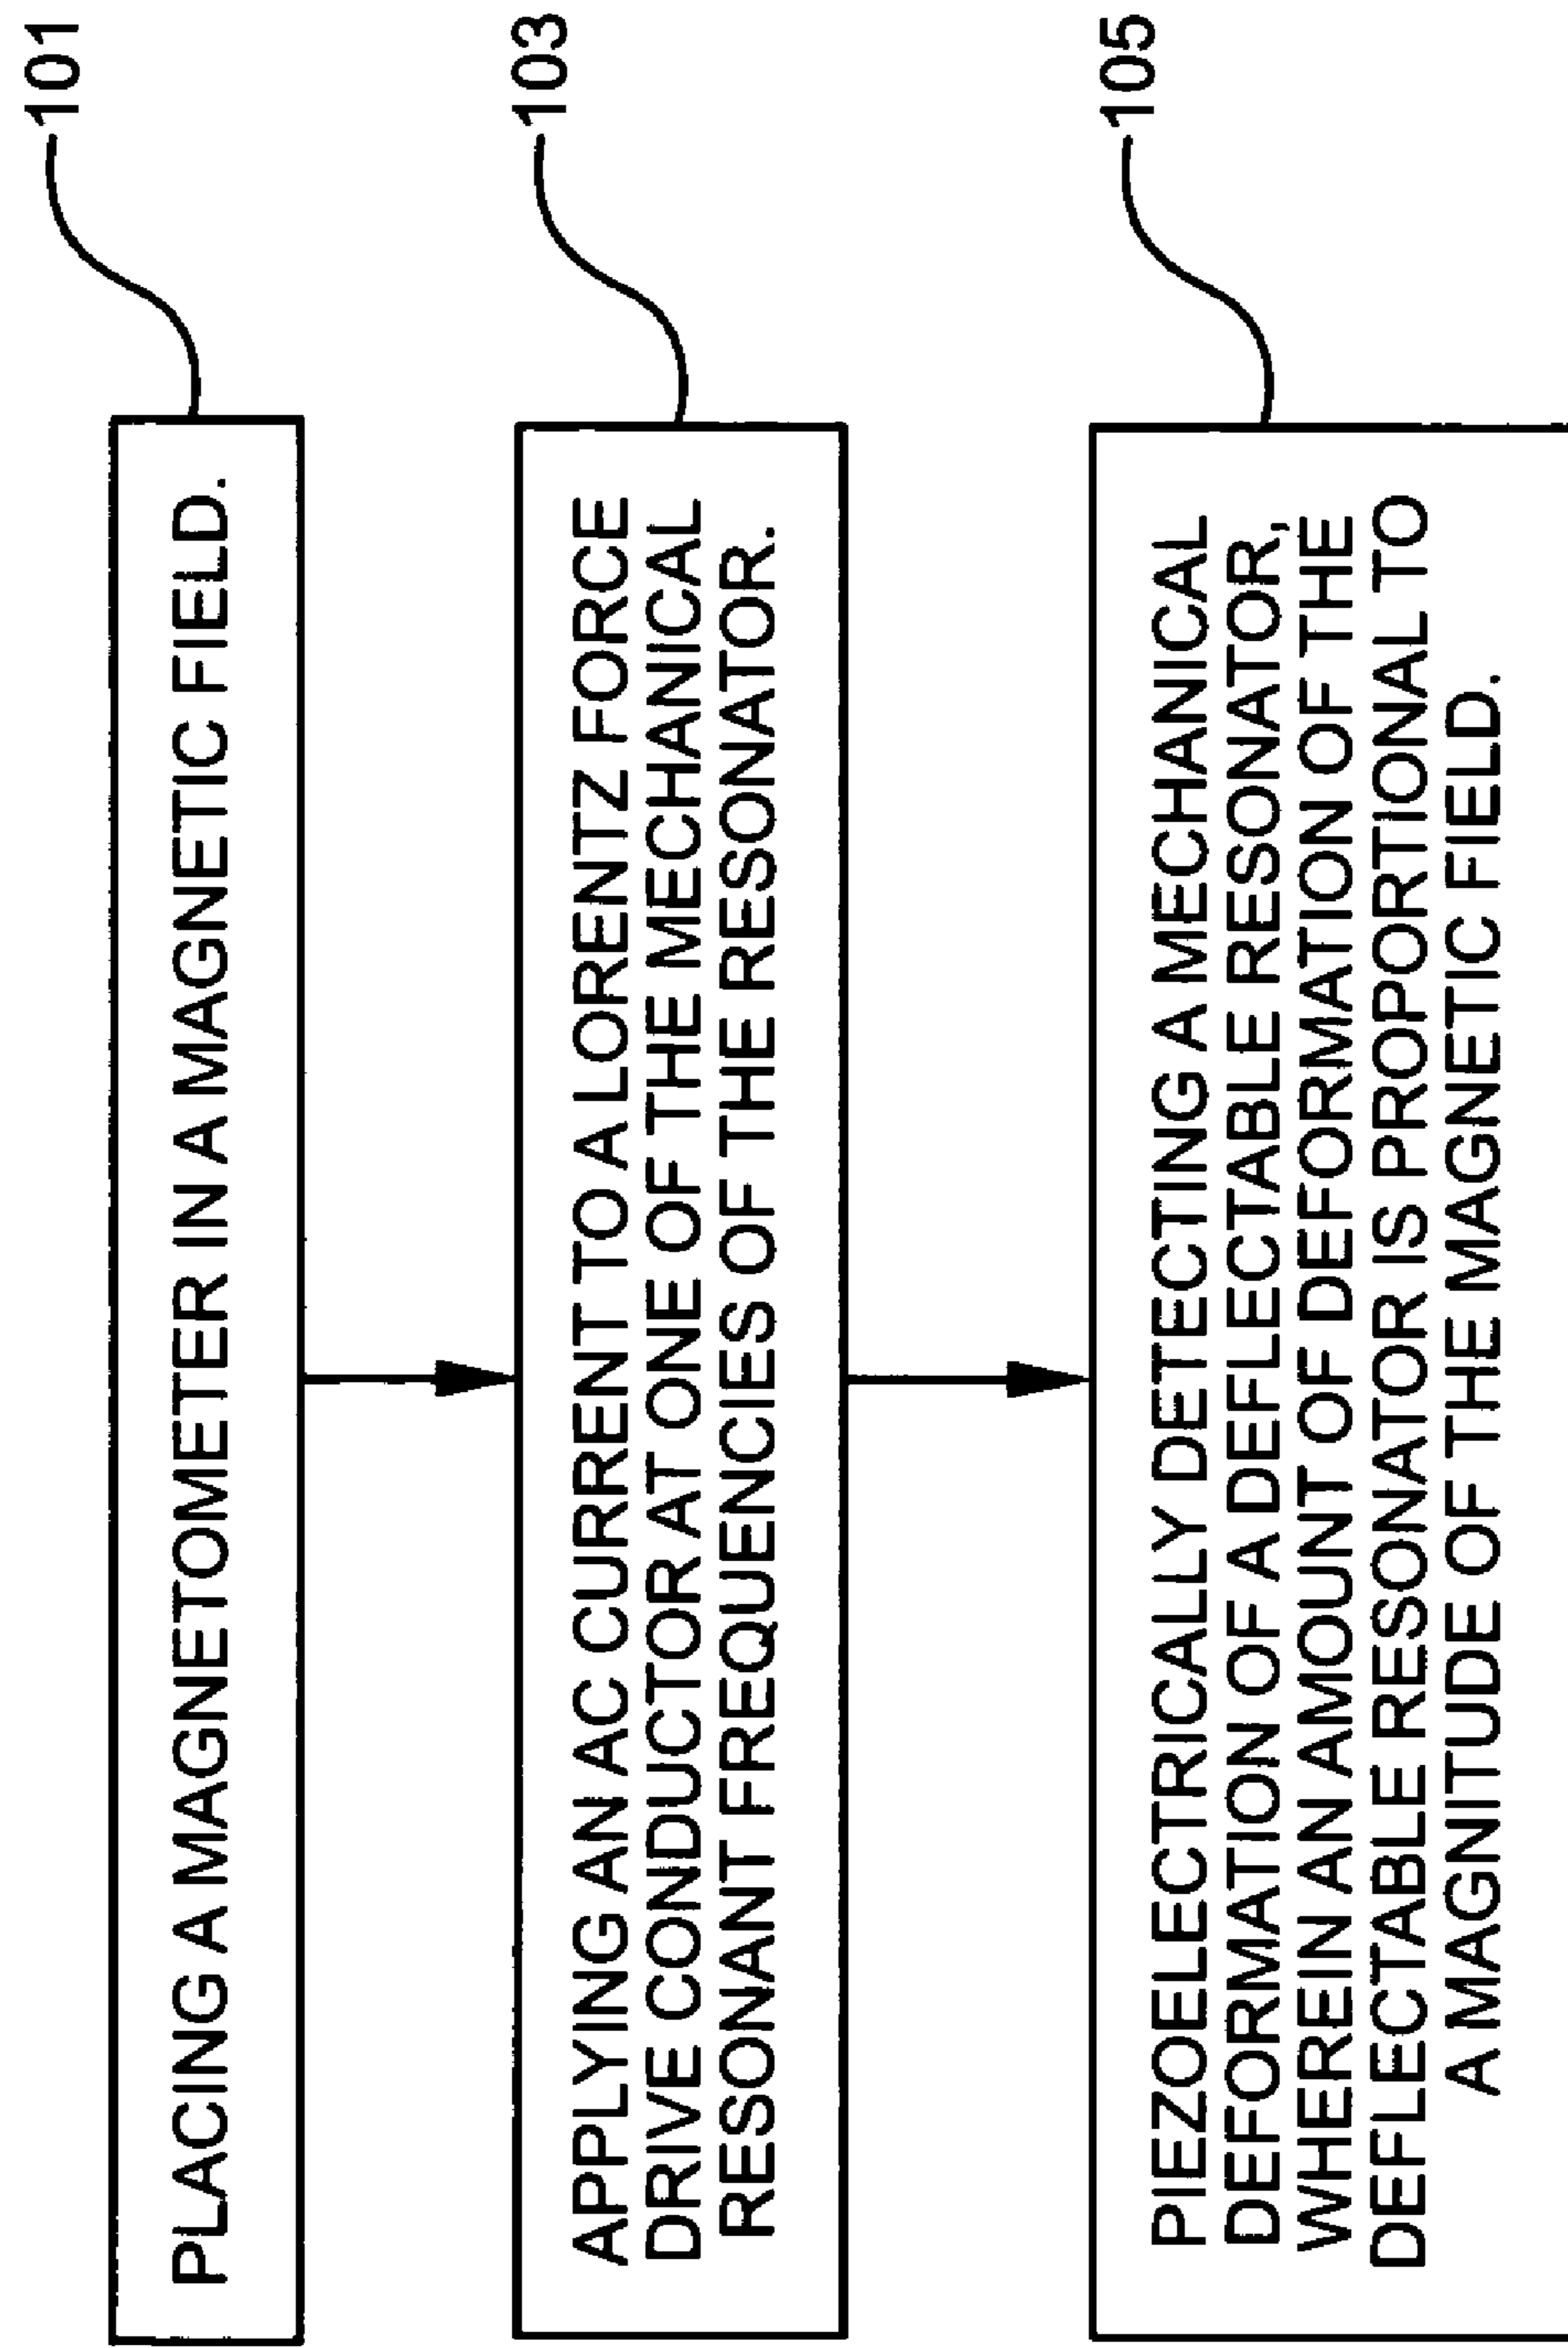 PLACING A MAGNETOMETER IN A MAGNETIC FIELD.
101
APPLYING AN AC CURRENT TO A LORENTZ FORCE
DRIVE CONDUCTOR AT ONE OF THE MECHANICAL
RESONANT FREQUENCIES OF THE RESONATOR.
103
PIEZOELECTRICALLY DETECTING A MECHANICAL
DEFORMATION OF A DEFLECTABLE RESONATOR,
WHEREIN AN AMOUNT OF DEFORMATION OF THE
DEFLECTABLE RESONATOR IS PROPORTIONAL TO
A MAGNITUDE OF THE MAGNETIC FIELD.
105